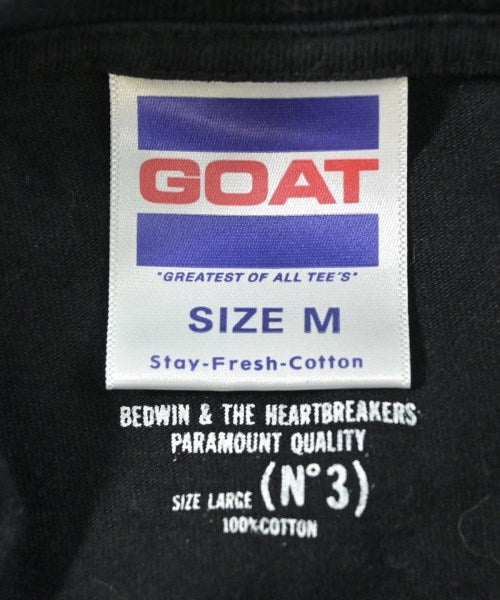 GOAT
"GREATEST OF ALL TEE'S"
SIZE M
Stay-Fresh-Cotton
BEDWIN & THE HEARTBREAKERS
PARAMOUNT QUALITY
SIZE LARGE (N°3)
100%COTTON